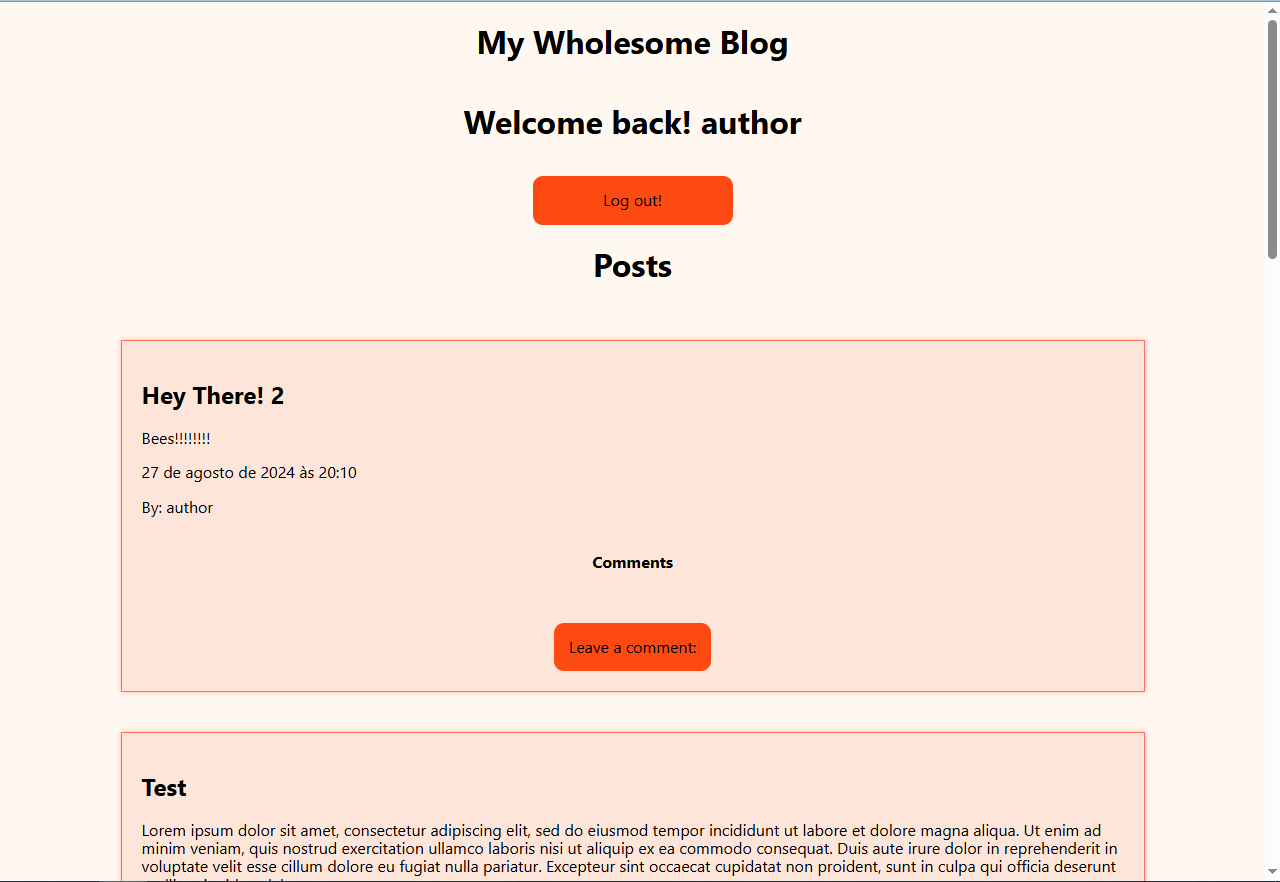 My Wholesome Blog
Welcome back! author
Log out!
Posts
Hey There! 2
Bees!!!!!!!!
27 de agosto de 2024 às 20:10
By: author
Comments
Leave a comment:
Test
Lorem ipsum dolor sit amet, consectetur adipiscing elit, sed do eiusmod tempor incididunt ut labore et dolore magna aliqua. Ut enim ad
minim veniam, quis nostrud exercitation ullamco laboris nisi ut aliquip ex ea commodo consequat. Duis aute irure dolor in reprehenderit in
voluptate velit esse cillum dolore eu fugiat nulla pariatur. Excepteur sint occaecat cupidatat non proident, sunt in culpa qui officia deserunt